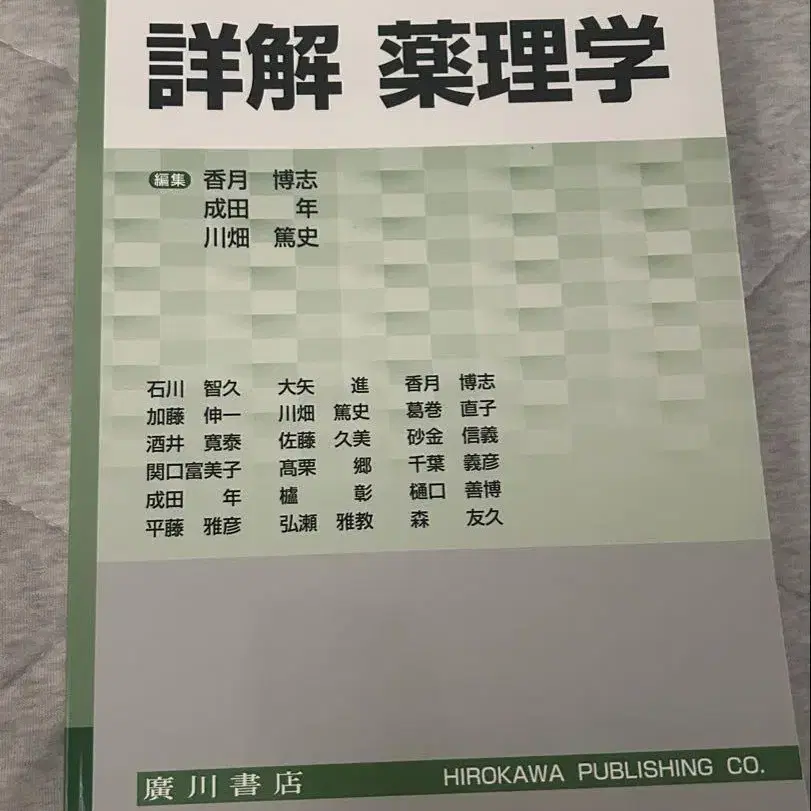 詳解 薬理学
編集 香月 博志
成田 年
川畑 篤史
石川 智久 大矢 進 香月 博志
加藤 伸一 川畑 篤史 葛巻 直子
酒井 寛泰 佐藤 久美 砂金 信義
関口富美子 髙栗 郷 千葉 義彦
成田 年 櫨 彰 樋口 善博
平藤 雅彦 弘瀬 雅教 森 友久
廣川書店 HIROKAWA PUBLISHING CO.